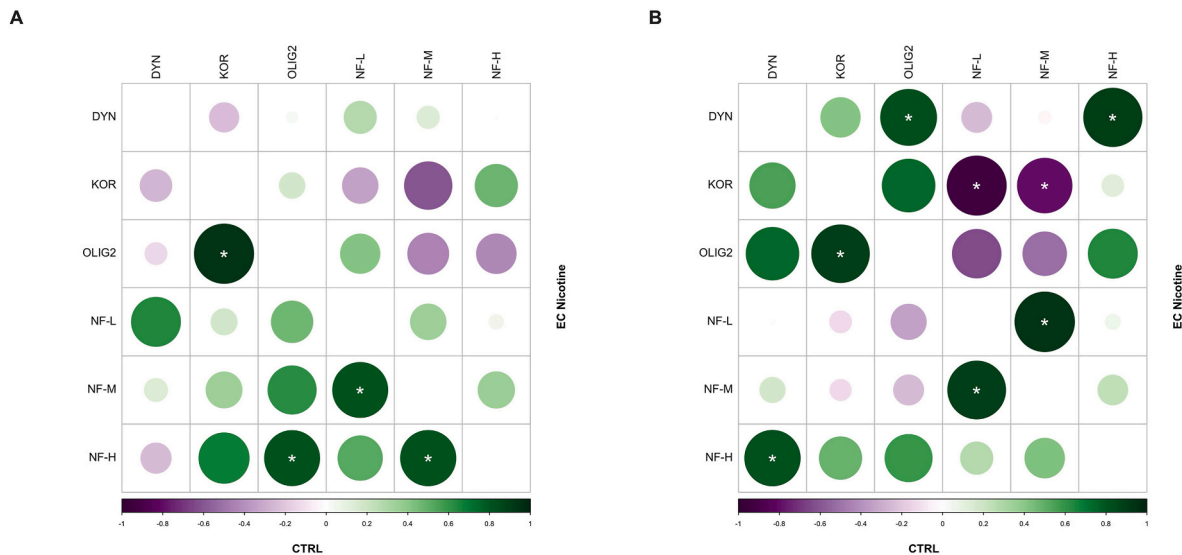 A
B
DYN KOR OLIG2 NF-L NF-M NF-H
DYN KOR OLIG2 NF-L NF-M NF-H
DYN * *
DYN
KOR * *
KOR
OLIG2 *
OLIG2 *
NF-L
NF-L *
NF-M *
NF-M *
NF-H * *
NF-H *
EC Nicotine
EC Nicotine
-1 -0.8 -0.6 -0.4 -0.2 0 0.2 0.4 0.6 0.8 1
-1 -0.8 -0.6 -0.4 -0.2 0 0.2 0.4 0.6 0.8 1
CTRL
CTRL